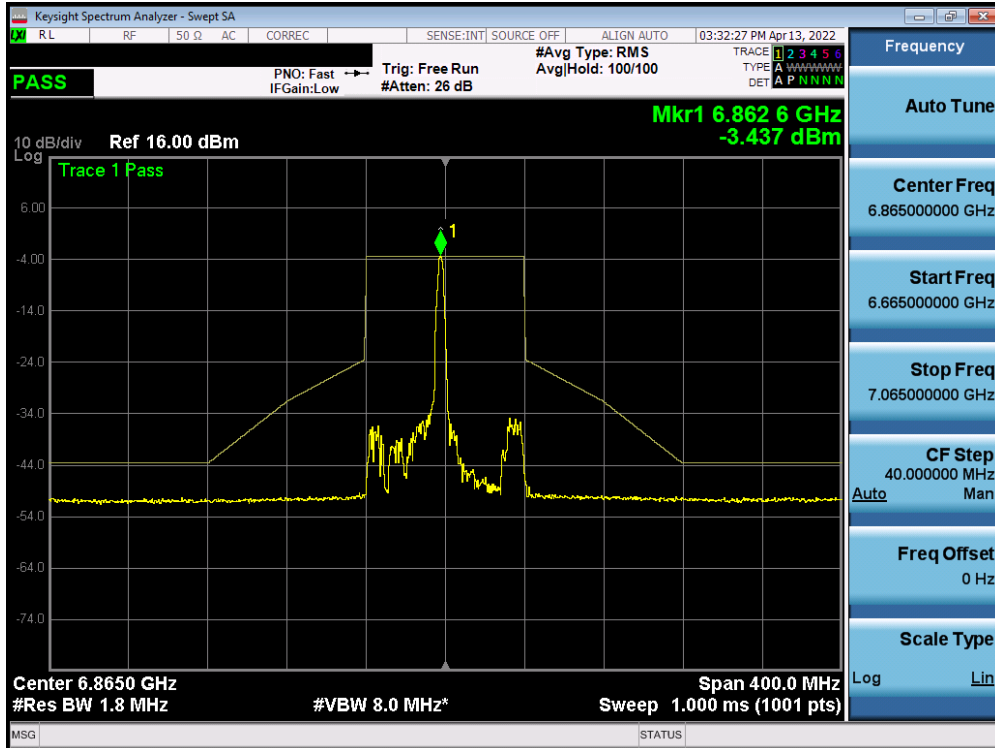 Keysight Spectrum Analyzer - Swept SA
LXI RL RF 50 Ω AC CORREC SENSE:INT SOURCE OFF ALIGN AUTO 03:32:27 PM Apr 13, 2022
Frequency
PASS
PNO: Fast
IFGain:Low
Trig: Free Run
#Atten: 26 dB
#Avg Type: RMS
Avg|Hold: 100/100
TRACE 1 2 3 4 5 6
TYPE A W W W W W
DET A P N N N N
Mkr1 6.862 6 GHz
-3.437 dBm
10 dB/div Ref 16.00 dBm
Log
Trace 1 Pass
1
6.00
-4.00
-14.0
-24.0
-34.0
-44.0
-54.0
-64.0
-74.0
Center 6.8650 GHz
Span 400.0 MHz
#Res BW 1.8 MHz
#VBW 8.0 MHz*
Sweep 1.000 ms (1001 pts)
MSG
STATUS
Auto Tune
Center Freq
6.865000000 GHz
Start Freq
6.665000000 GHz
Stop Freq
7.065000000 GHz
CF Step
40.000000 MHz
Auto Man
Freq Offset
0 Hz
Scale Type
Log Lin